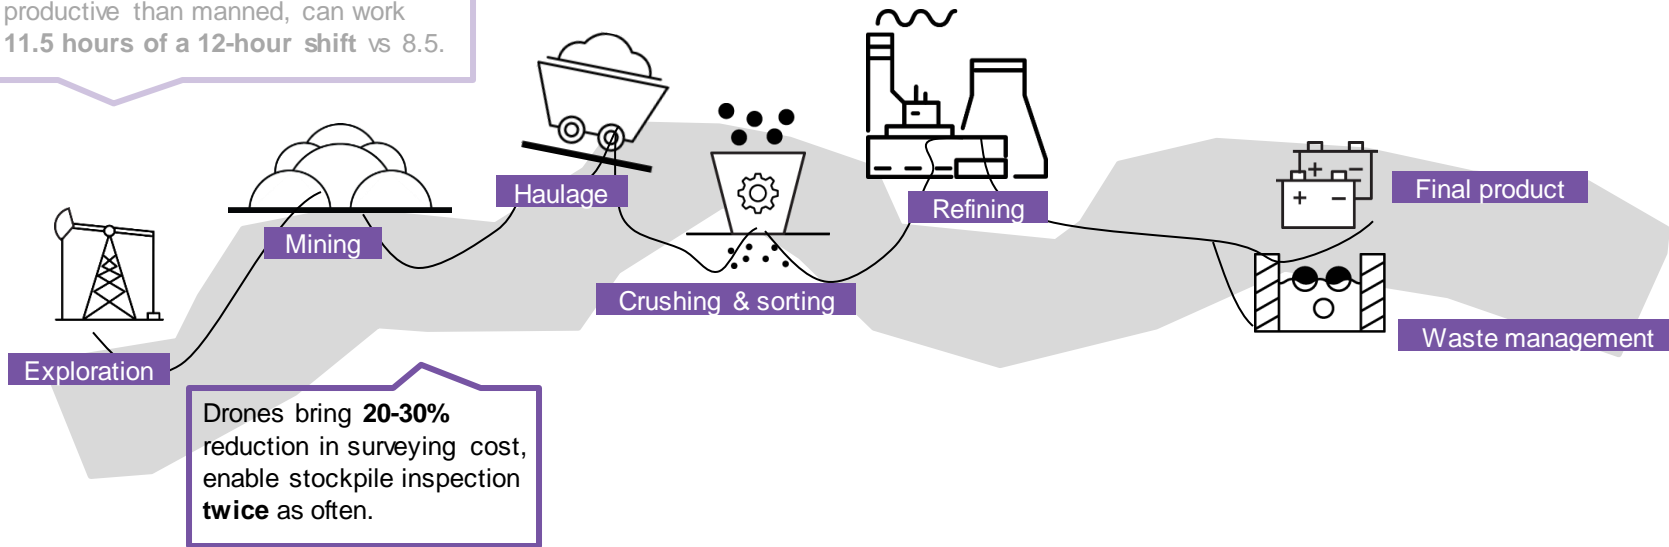 productive than manned, can work
11.5 hours of a 12-hour shift vs 8.5.
Haulage
Mining
Exploration
Crushing & sorting
Refining
Final product
Waste management
Drones bring 20-30%
reduction in surveying cost,
enable stockpile inspection
twice as often.